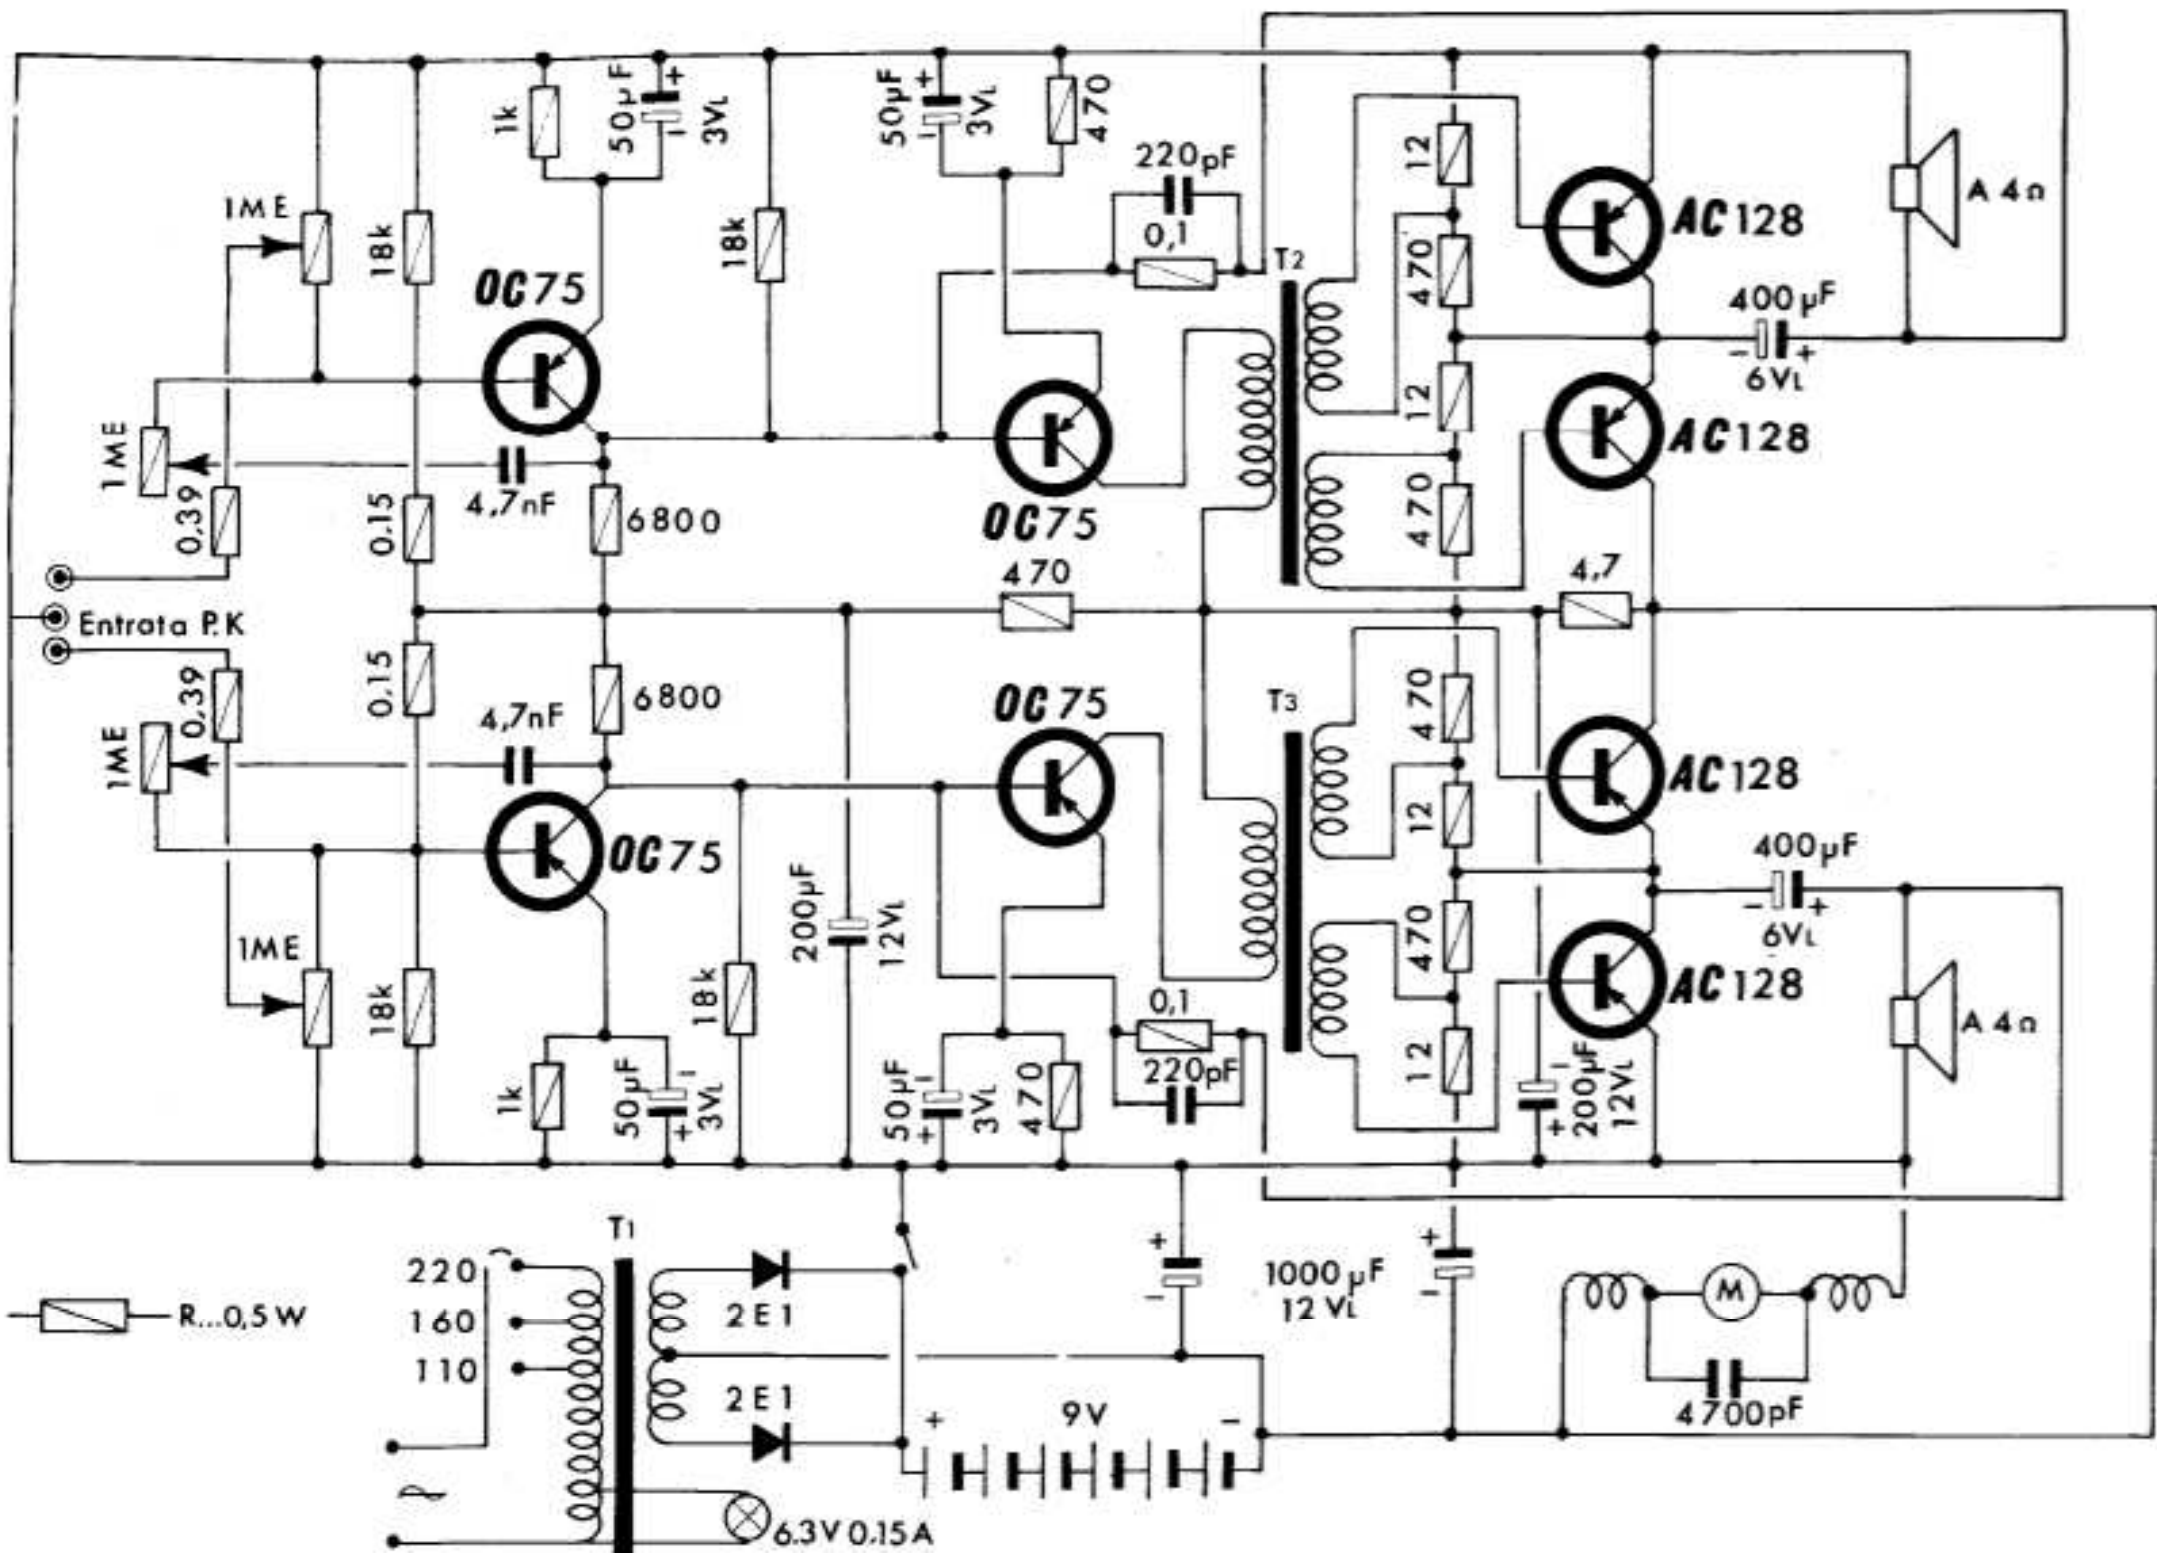 1k
50µF
+
-
3VL
50µF
+
-
3VL
470
220pF
0,1
1ME
18k
18k
OC75
T2
12
470
12
470
AC128
A 4Ω
400µF
- +
6VL
AC128
1ME
0,39
0.15
4,7nF
6800
OC75
470
4,7
Entrata P.K
0,39
0.15
6800
4,7nF
1ME
OC75
T3
470
12
470
12
AC128
OC75
400µF
- +
6VL
AC128
A 4Ω
1ME
18k
200µF
12VL
18k
0,1
220pF
1k
50µF
-
+
3VL
50µF
-
+
3VL
470
-
+
200µF
12VL
T1
220
160
110
2E1
2E1
+
-
1000µF
12 VL
+
-
M
4700pF
R...0,5W
+ 9V -
6.3V 0.15A